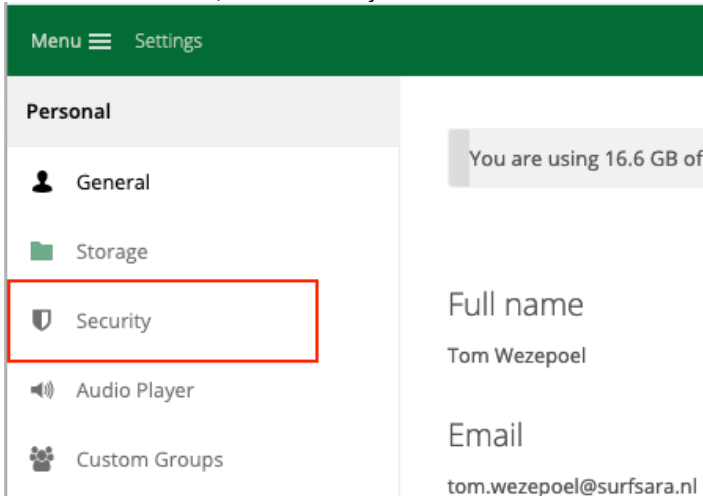 Menu Settings
Personal
General
Storage
Security
Audio Player
Custom Groups
You are using 16.6 GB of
Full name
Tom Wezepoel
Email
tom.wezepoel@surfsara.nl